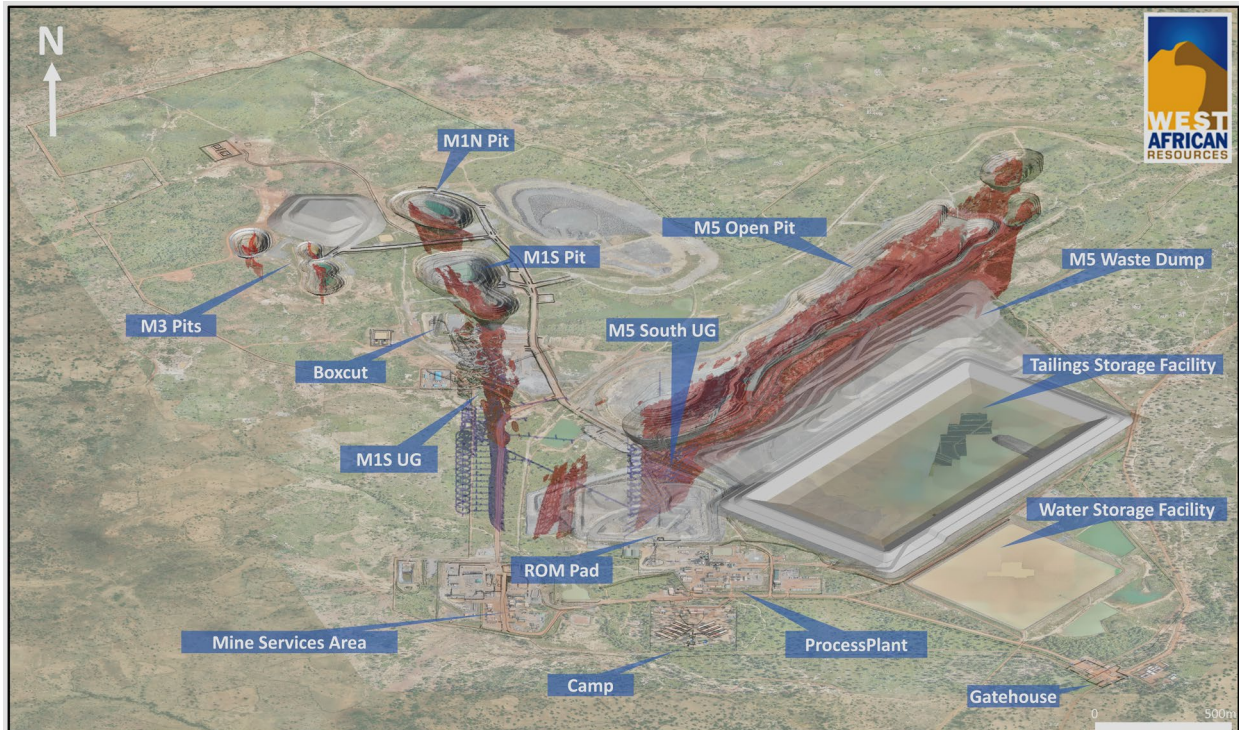 N
WEST
AFRICAN
RESOURCES
M1N Pit
M5 Open Pit
M1S Pit
M5 Waste Dump
M3 Pits
M5 South UG
Boxcut
Tailings Storage Facility
M1S UG
Water Storage Facility
ROM Pad
Mine Services Area
ProcessPlant
Camp
Gatehouse
0 500m